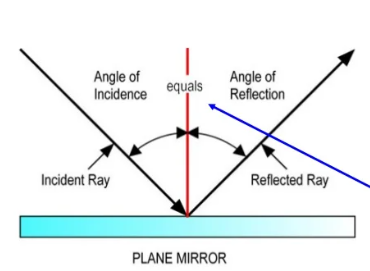 Angle of
Incidence
equals
Angle of
Reflection
Incident Ray
Reflected Ray
PLANE MIRROR